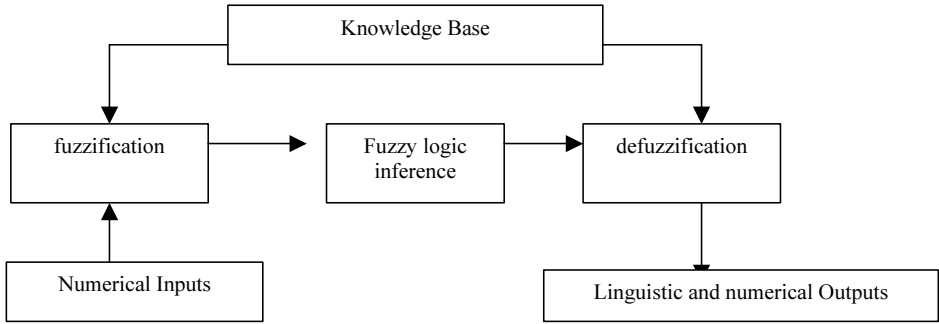 Knowledge Base
fuzzification
Fuzzy logic
inference
defuzzification
Numerical Inputs
Linguistic and numerical Outputs